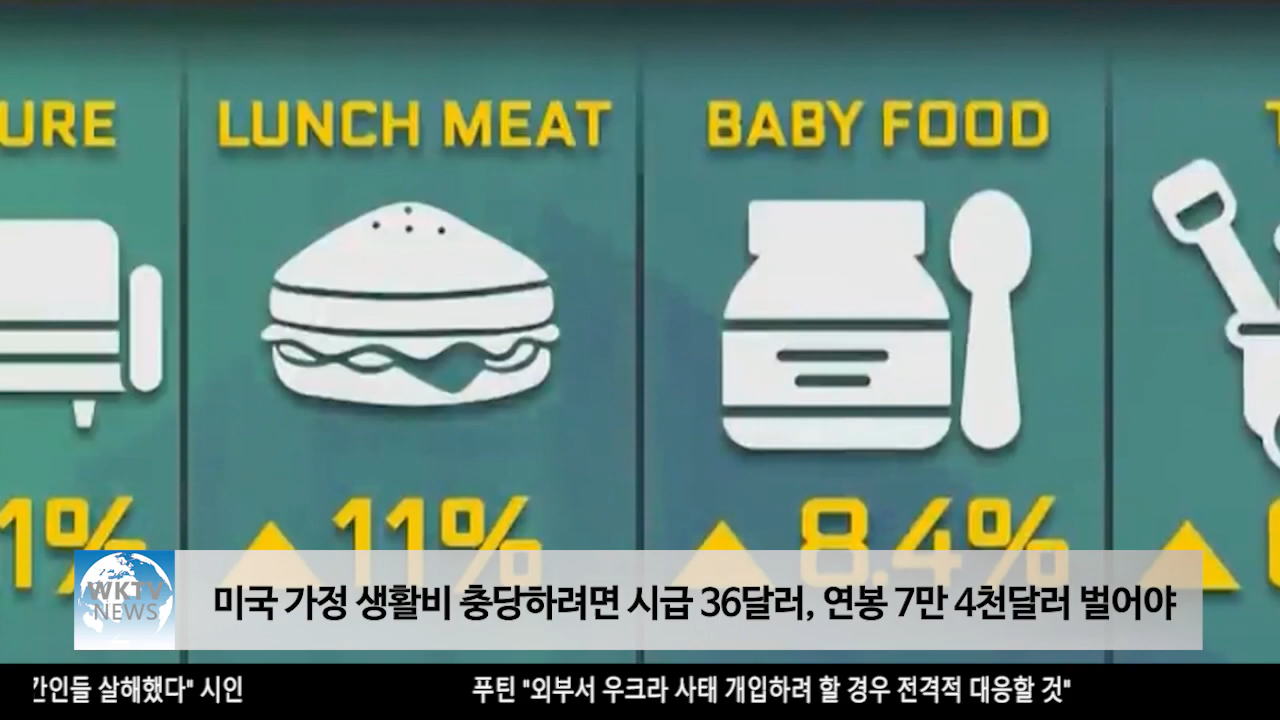 URE
LUNCH MEAT
BABY FOOD
T
1%
11%
8.4%
WKTV
NEWS
미국 가정 생활비 충당하려면 시급 36달러, 연봉 7만 4천달러 벌어야
간인들 살해했다" 시인
푸틴 "외부서 우크라 사태 개입하려 할 경우 전격적 대응할 것"